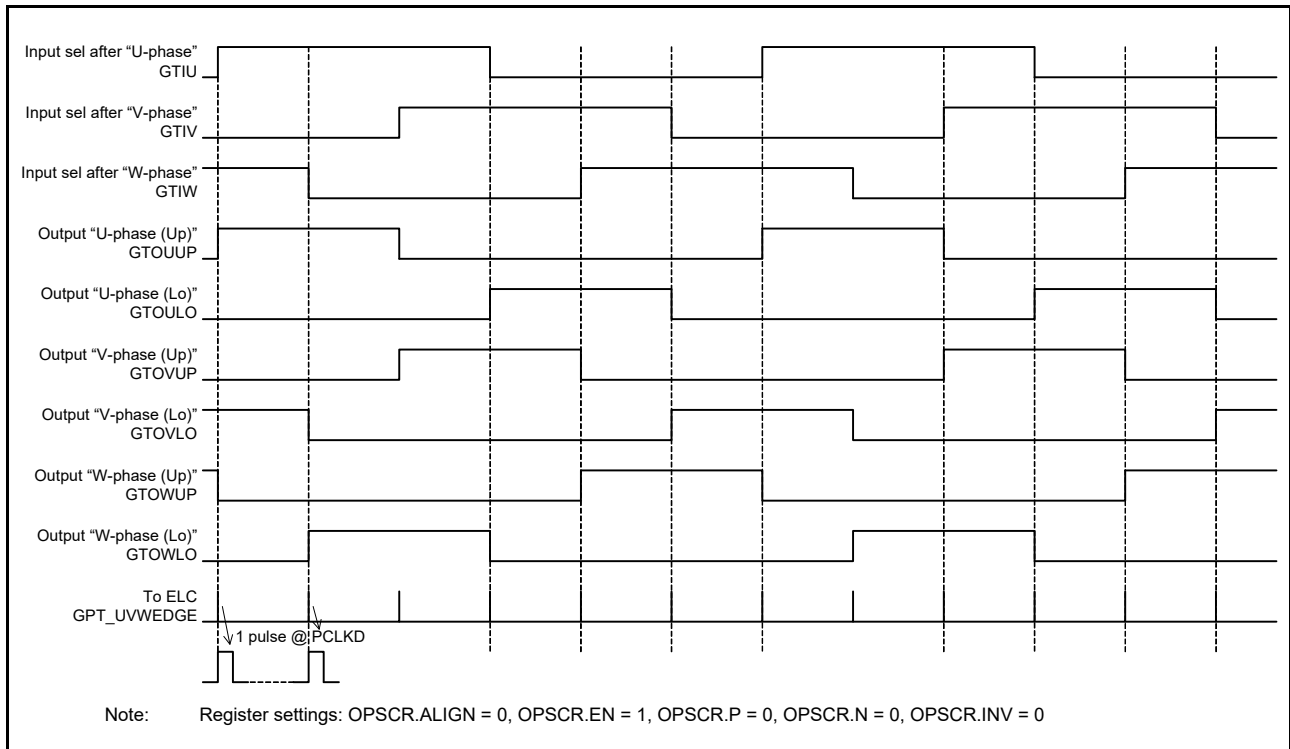 Input sel after “U-phase”
GTIU
Input sel after “V-phase”
GTIV
Input sel after “W-phase”
GTIW
Output “U-phase (Up)”
GTOUUP
Output “U-phase (Lo)”
GTOULO
Output “V-phase (Up)”
GTOVUP
Output “V-phase (Lo)”
GTOVLO
Output “W-phase (Up)”
GTOWUP
Output “W-phase (Lo)”
GTOWLO
To ELC
GPT_UVWEDGE
1 pulse @ PCLKD
Note: Register settings: OPSCR.ALIGN = 0, OPSCR.EN = 1, OPSCR.P = 0, OPSCR.N = 0, OPSCR.INV = 0